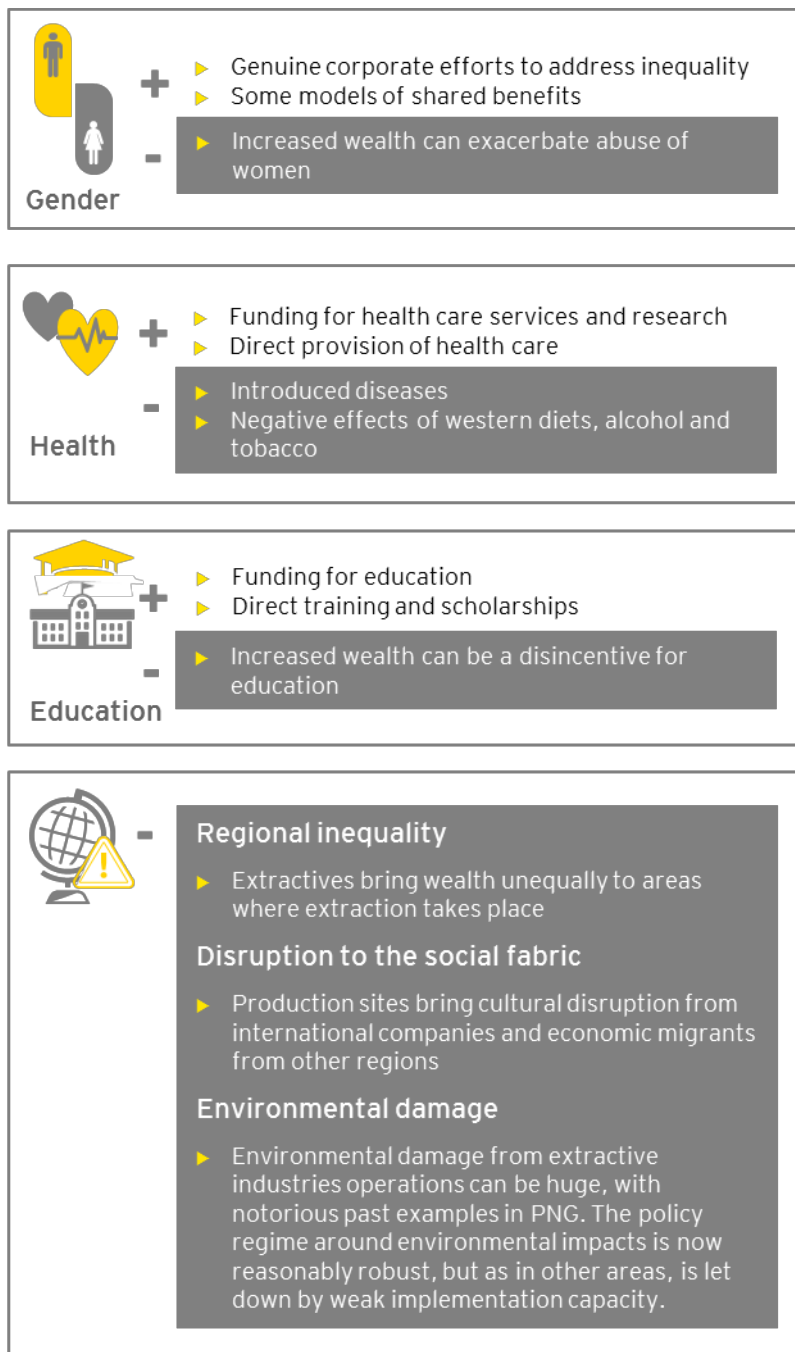 +
► Genuine corporate efforts to address inequality
► Some models of shared benefits
-
► Increased wealth can exacerbate abuse of
women
Gender
+
► Funding for health care services and research
► Direct provision of health care
-
► Introduced diseases
► Negative effects of western diets, alcohol and
tobacco
Health
+
► Funding for education
► Direct training and scholarships
-
► Increased wealth can be a disincentive for
education
Education
-
Regional inequality
► Extractives bring wealth unequally to areas
where extraction takes place
Disruption to the social fabric
► Production sites bring cultural disruption from
international companies and economic migrants
from other regions
Environmental damage
► Environmental damage from extractive
industries operations can be huge, with
notorious past examples in PNG. The policy
regime around environmental impacts is now
reasonably robust, but as in other areas, is let
down by weak implementation capacity.